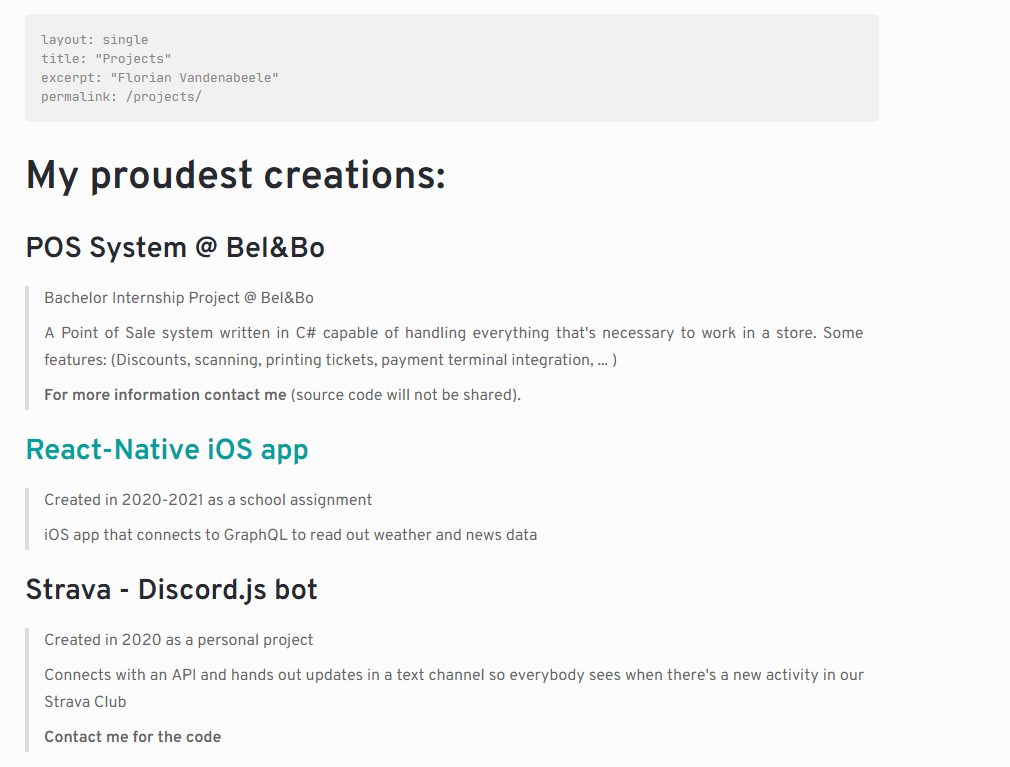 layout: single
title: "Projects"
excerpt: "Florian Vandenabeele"
permalink: /projects/
My proudest creations:
POS System @ Bel&Bo
Bachelor Internship Project @ Bel&Bo
A Point of Sale system written in C# capable of handling everything that's necessary to work in a store. Some
features: (Discounts, scanning, printing tickets, payment terminal integration, ... )
For more information contact me (source code will not be shared).
React-Native iOS app
Created in 2020-2021 as a school assignment
iOS app that connects to GraphQL to read out weather and news data
Strava - Discord.js bot
Created in 2020 as a personal project
Connects with an API and hands out updates in a text channel so everybody sees when there's a new activity in our
Strava Club
Contact me for the code